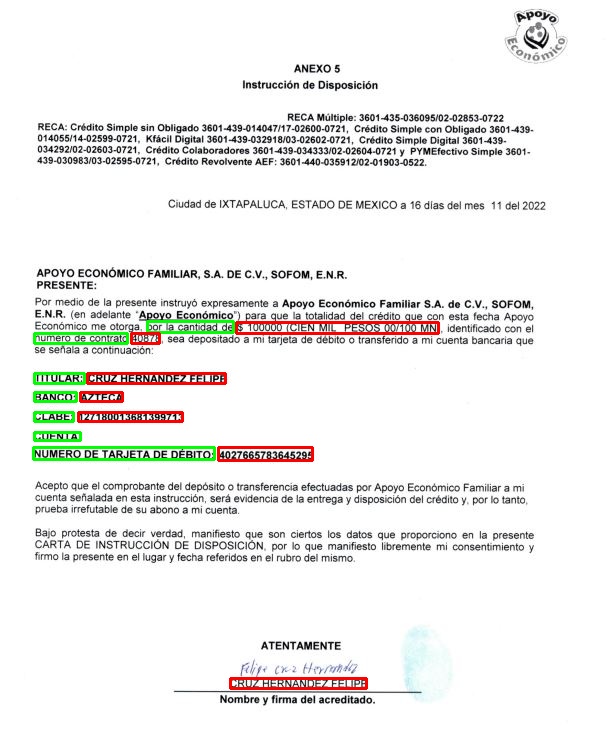 Apoyo
Económico
ANEXO 5
Instrucción de Disposición
RECA Múltiple: 3601-435-036095/02-02853-0722
RECA: Crédito Simple sin Obligado 3601-439-014047/17-02600-0721, Crédito Simple con Obligado 3601-439-
014055/14-02599-0721, Kfácil Digital 3601-439-032918/03-02602-0721, Crédito Simple Digital 3601-439-
034292/02-02603-0721, Crédito Colaboradores 3601-439-034333/02-02604-0721 y PYMEfectivo Simple 3601-
439-030983/03-02595-0721, Crédito Revolvente AEF: 3601-440-035912/02-01903-0522.
Ciudad de IXTAPALUCA, ESTADO DE MEXICO a 16 días del mes 11 del 2022
APOYO ECONÓMICO FAMILIAR, S.A. DE C.V., SOFOM, E.N.R.
PRESENTE:
Por medio de la presente instruyó expresamente a Apoyo Económico Familiar S.A. de C.V., SOFOM,
E.N.R. (en adelante “Apoyo Económico”) para que la totalidad del crédito que con esta fecha Apoyo
Económico me otorga, por la cantidad de $ 100000 (CIEN MIL PESOS 00/100 MN), identificado con el
numero de contrato 40878, sea depositado a mi tarjeta de débito o transferido a mi cuenta bancaria que
se señala a continuación:
TITULAR: CRUZ HERNANDEZ FELIPE
BANCO: AZTECA
CLABE: 127180013681399713
CUENTA
NUMERO DE TARJETA DE DÉBITO: 4027665783645295
Acepto que el comprobante del depósito o transferencia efectuadas por Apoyo Económico Familiar a mi
cuenta señalada en esta instrucción, será evidencia de la entrega y disposición del crédito y, por lo tanto,
prueba irrefutable de su abono a mi cuenta.
Bajo protesta de decir verdad, manifiesto que son ciertos los datos que proporciono en la presente
CARTA DE INSTRUCCIÓN DE DISPOSICIÓN, por lo que manifiesto libremente mi consentimiento y
firmo la presente en el lugar y fecha referidos en el rubro del mismo.
ATENTAMENTE
Felipe cruz Hernandez
CRUZ HERNANDEZ FELIPE
Nombre y firma del acreditado.